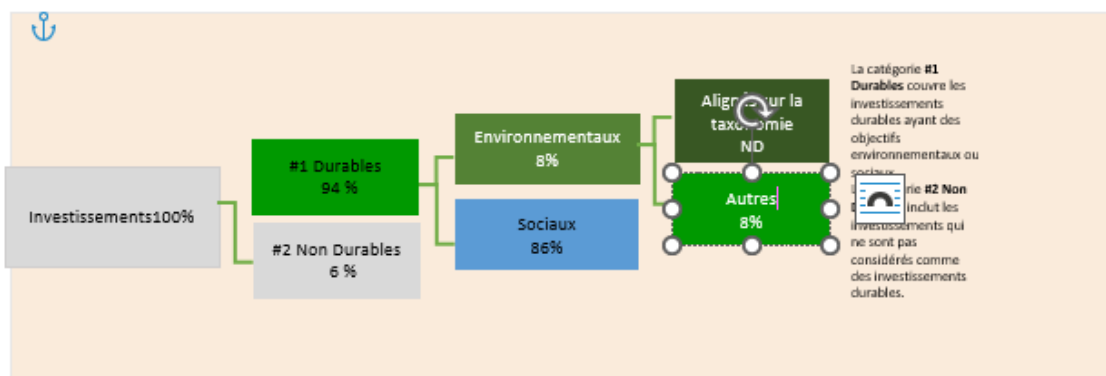 Investissements100%
#1 Durables
94 %
#2 Non Durables
6 %
Environnementaux
8%
Sociaux
86%
sur la
ND
Autres
8%
La catégorie #1
Durables couvre les
investissements
durables ayant des
objectifs
environnementaux ou
#2 Non
inclut les
investissements qui
ne sont pas
considérés comme
des investissements
durables.